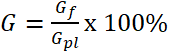 G = G_f / G_pl x 100%